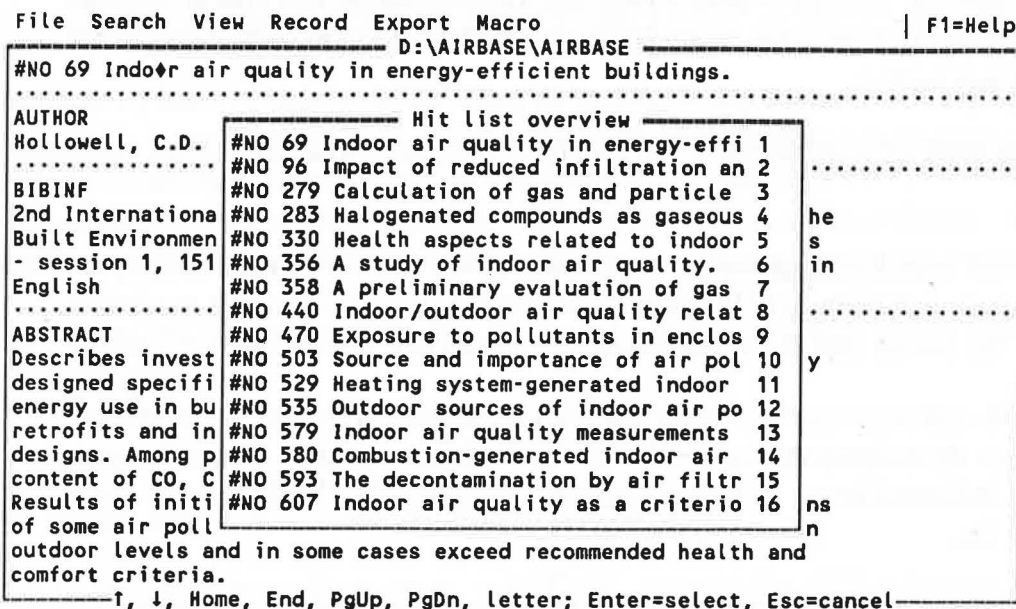 File Search View Record Export Macro | F1=Help
D:\AIRBASE\AIRBASE
#NO 69 Indo♦r air quality in energy-efficient buildings.
AUTHOR
Hollowell, C.D.
BIBINF
2nd Internationa he
Built Environmen s
- session 1, 151 in
English
ABSTRACT
Describes invest y
designed specifi
energy use in bu
retrofits and in
designs. Among p
content of CO, C
Results of initi ns
of some air poll n
outdoor levels and in some cases exceed recommended health and
comfort criteria.
Hit list overview
#NO 69 Indoor air quality in energy-effi 1
#NO 96 Impact of reduced infiltration an 2
#NO 279 Calculation of gas and particle 3
#NO 283 Halogenated compounds as gaseous 4
#NO 330 Health aspects related to indoor 5
#NO 356 A study of indoor air quality. 6
#NO 358 A preliminary evaluation of gas 7
#NO 440 Indoor/outdoor air quality relat 8
#NO 470 Exposure to pollutants in enclos 9
#NO 503 Source and importance of air pol 10
#NO 529 Heating system-generated indoor 11
#NO 535 Outdoor sources of indoor air po 12
#NO 579 Indoor air quality measurements 13
#NO 580 Combustion-generated indoor air 14
#NO 593 The decontamination by air filtr 15
#NO 607 Indoor air quality as a criterio 16
↑, ↓, Home, End, PgUp, PgDn, letter; Enter=select, Esc=cancel